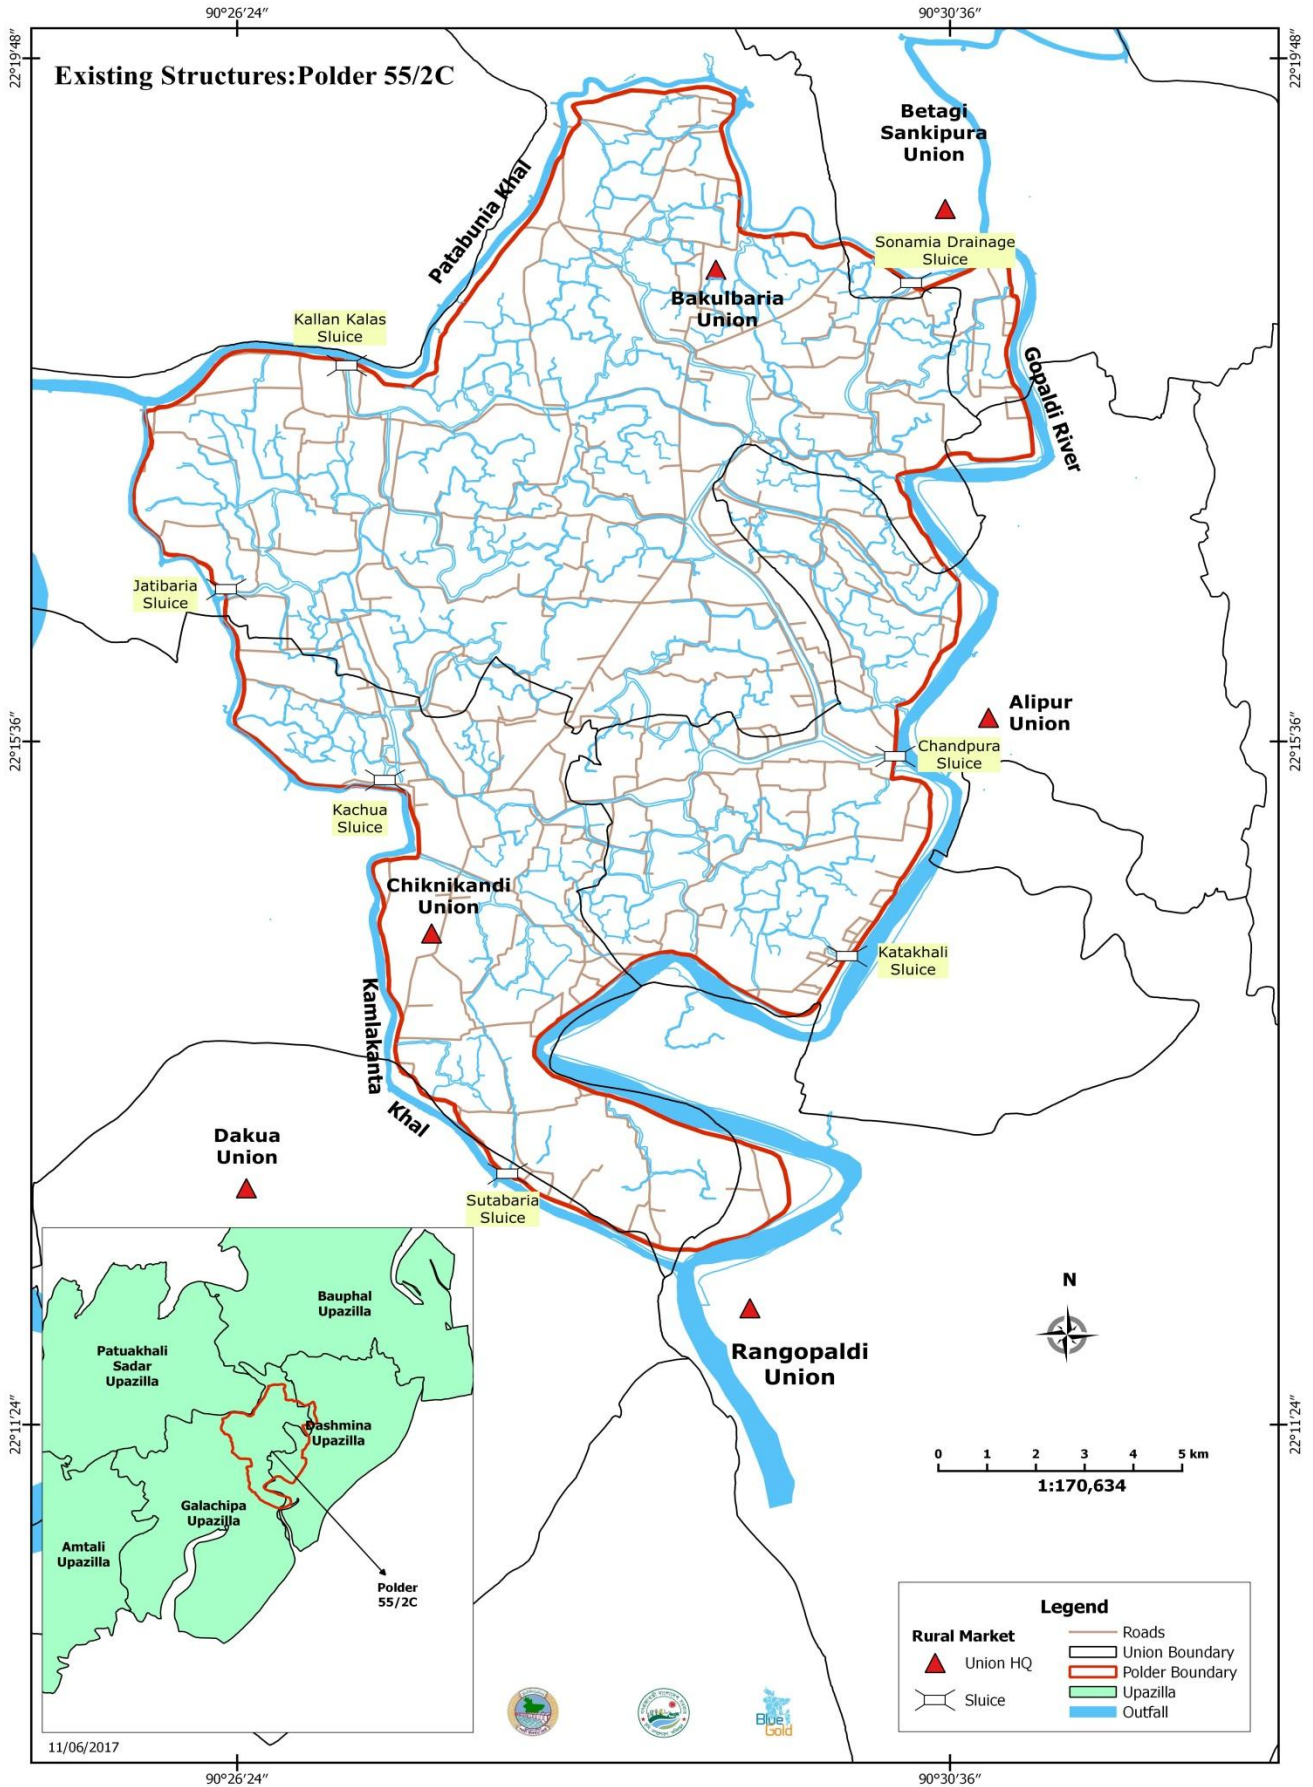 90°26′24″
90°30′36″
22°19′48″
22°19′48″
Existing Structures:Polder 55/2C
Betagi
Sankipura
Union
Patabunia Khal
Sonamia Drainage
Sluice
Bakulbaria
Union
Kallan Kalas
Sluice
Gopaldi River
Jatibaria
Sluice
Alipur
Union
22°15′36″
22°15′36″
Chandpura
Sluice
Kachua
Sluice
Chiknikandi
Union
Katakhali
Sluice
Kamlakanta
Khal
Dakua
Union
Sutabaria
Sluice
N
Rangopaldi
Union
Bauphal
Upazilla
Patuakhali
Sadar
Upazilla
Dashmina
Upazilla
22°11′24″
22°11′24″
Galachipa
Upazilla
Amtali
Upazilla
Polder
55/2C
0 1 2 3 4 5 km
1:170,634
Legend
Rural Market
Union HQ
Sluice
Roads
Union Boundary
Polder Boundary
Upazilla
Outfall
Blue
Gold
11/06/2017
90°26′24″
90°30′36″